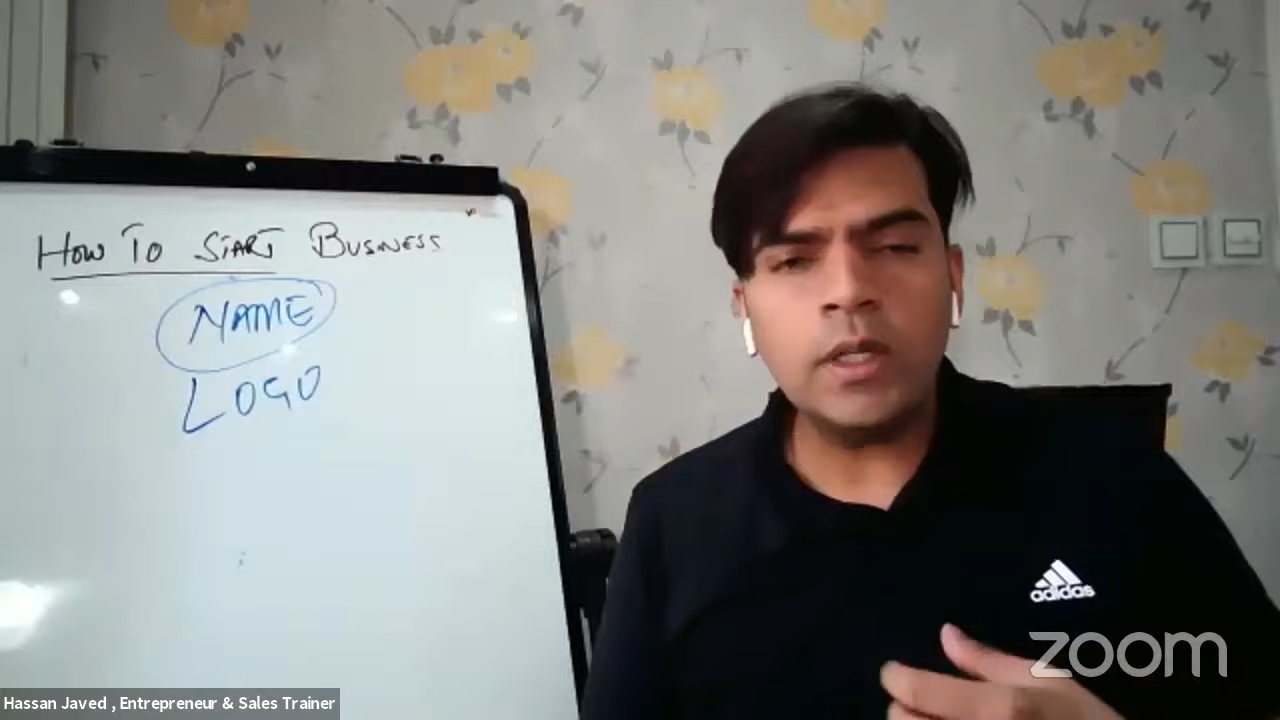 How To START BUSINESS
NAME
LOGO
adidas
zoom
Hassan Javed , Entrepreneur & Sales Trainer